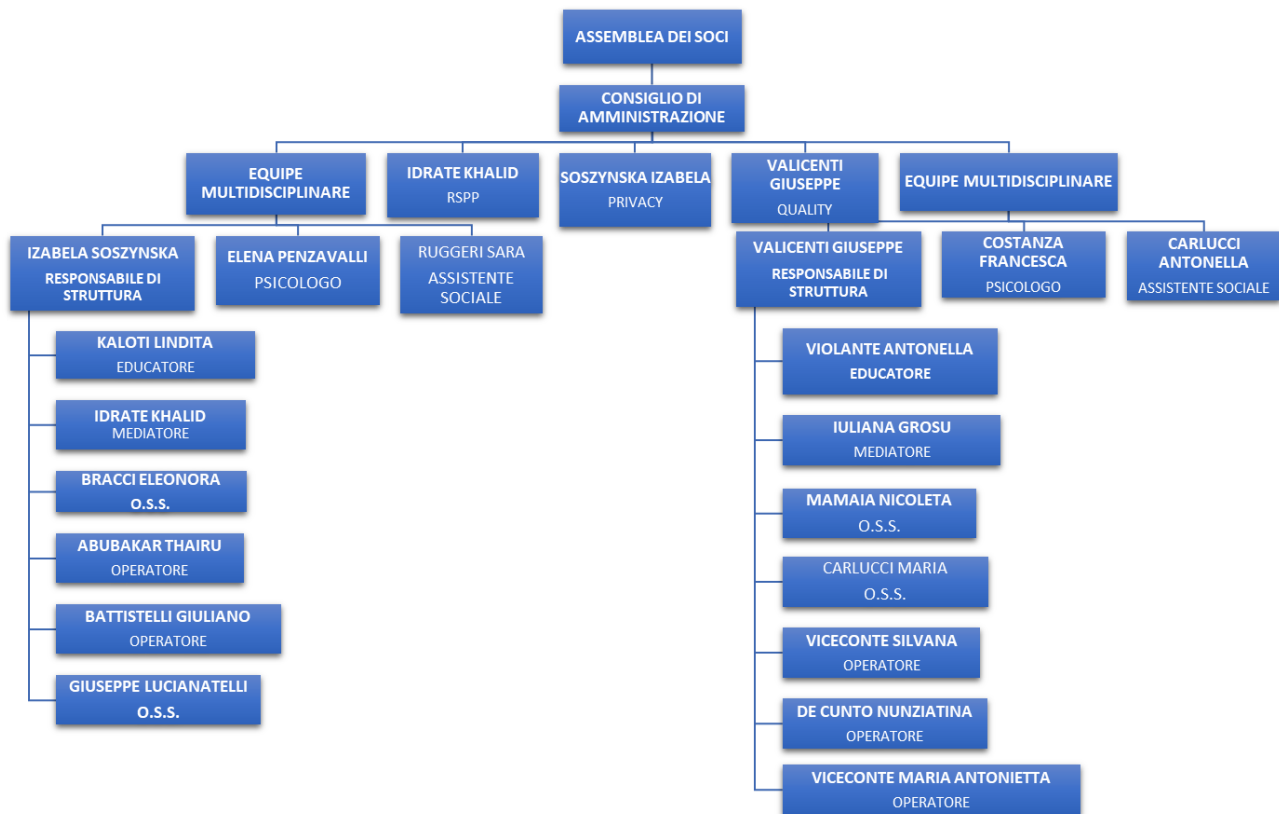 ASSEMBLEA DEI SOCI
CONSIGLIO DI
AMMINISTRAZIONE
EQUIPE
MULTIDISCIPLINARE
IDRATE KHALID
RSPP
SOSZYNSKA IZABELA
PRIVACY
VALICENTI
GIUSEPPE
QUALITY
EQUIPE MULTIDISCIPLINARE
IZABELA SOSZYNSKA
RESPONSABILE DI
STRUTTURA
ELENA PENZAVALLI
PSICOLOGO
RUGGERI SARA
ASSISTENTE
SOCIALE
VALICENTI GIUSEPPE
RESPONSABILE DI
STRUTTURA
COSTANZA
FRANCESCA
PSICOLOGO
CARLUCCI
ANTONELLA
ASSISTENTE SOCIALE
KALOTI LINDITA
EDUCATORE
IDRATE KHALID
MEDIATORE
BRACCI ELEONORA
O.S.S.
ABUBAKAR THAIRU
OPERATORE
BATTISTELLI GIULIANO
OPERATORE
GIUSEPPE LUCIANATELLI
O.S.S.
VIOLANTE ANTONELLA
EDUCATORE
IULIANA GROSU
MEDIATORE
MAMAIA NICOLETA
O.S.S.
CARLUCCI MARIA
O.S.S.
VICECONTE SILVANA
OPERATORE
DE CUNTO NUNZIATINA
OPERATORE
VICECONTE MARIA ANTONIETTA
OPERATORE